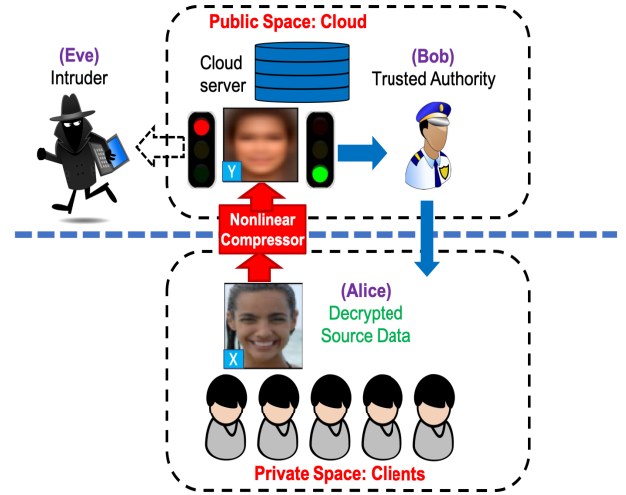 Public Space: Cloud
(Eve)
Intruder
Cloud
server
(Bob)
Trusted Authority
Y
Nonlinear
Compressor
(Alice)
Decrypted
Source Data
X
Private Space: Clients